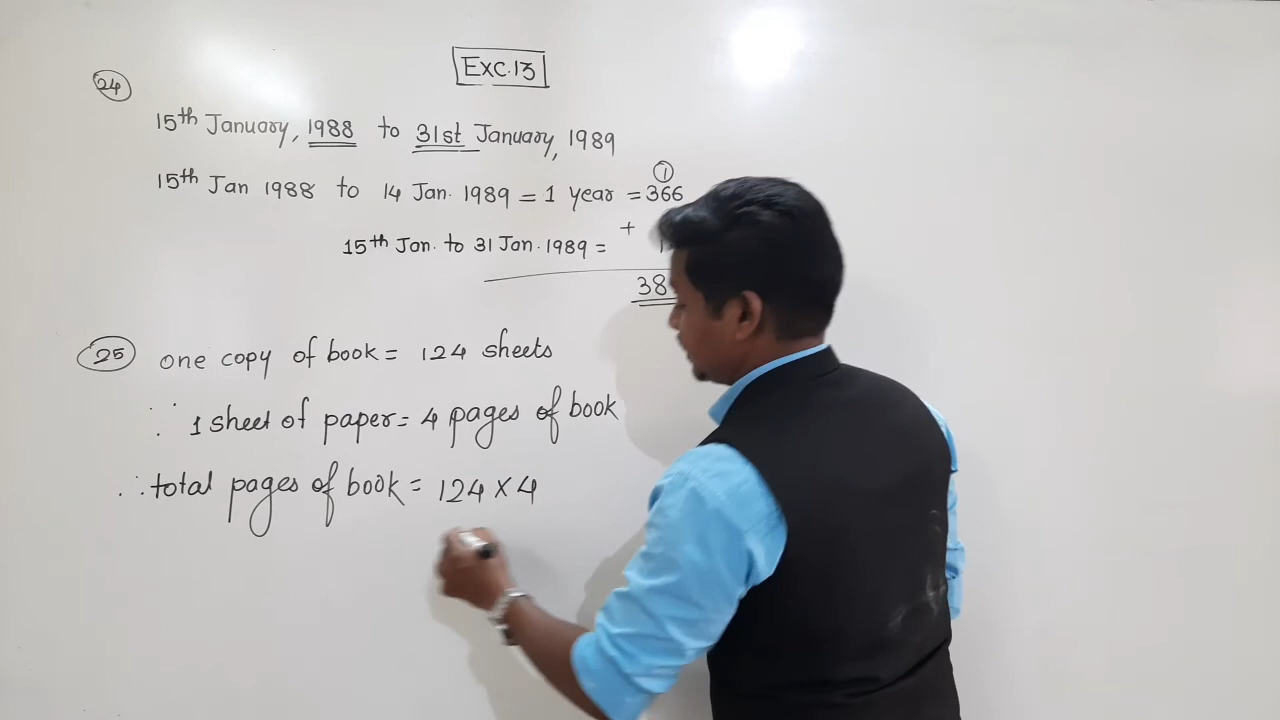 Exc.13
24
15th January, 1988 to 31st January, 1989
1
15th Jan 1988 to 14 Jan. 1989 = 1 year = 366
15th Jan. to 31 Jan. 1989 = +
25 one copy of book = 124 sheets
∵ 1 sheet of paper = 4 pages of book
∴ total pages of book = 124 × 4